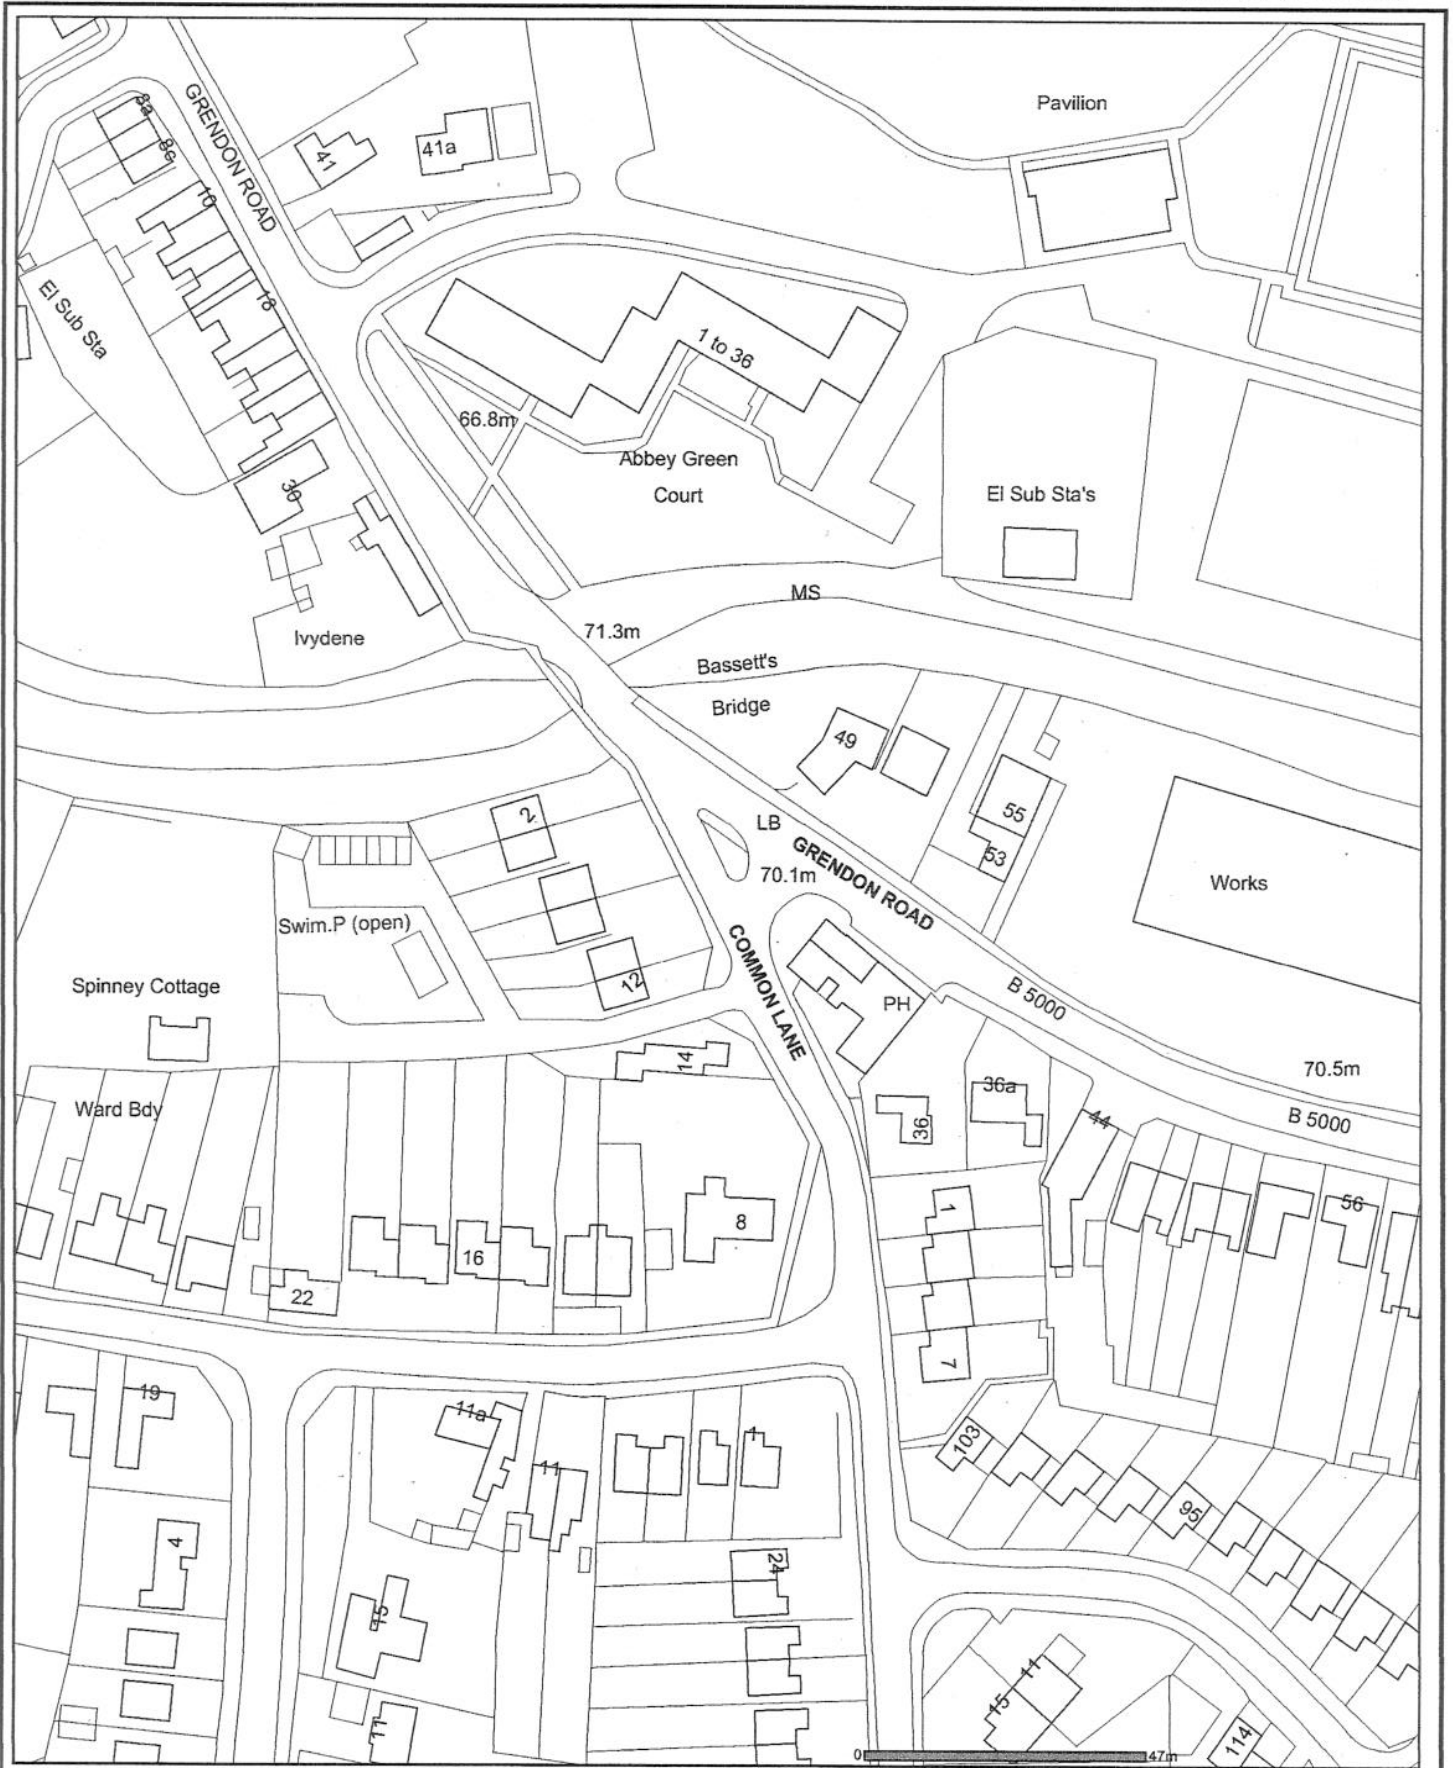 Pavilion
8a
GRENDON ROAD
8c
41
41a
10
El Sub Sta
18
1 to 36
66.8m
Abbey Green
Court
30
El Sub Sta's
MS
71.3m
Ivydene
Bassett's
Bridge
49
2
LB
55
GRENDON ROAD
53
70.1m
Works
Swim.P (open)
COMMON LANE
12
Spinney Cottage
PH
B 5000
14
70.5m
36a
Ward Bdy
36
44
B 5000
1
56
8
16
22
7
19
11a
1
103
11
95
4
24
15
11
15
11
114
0
47m